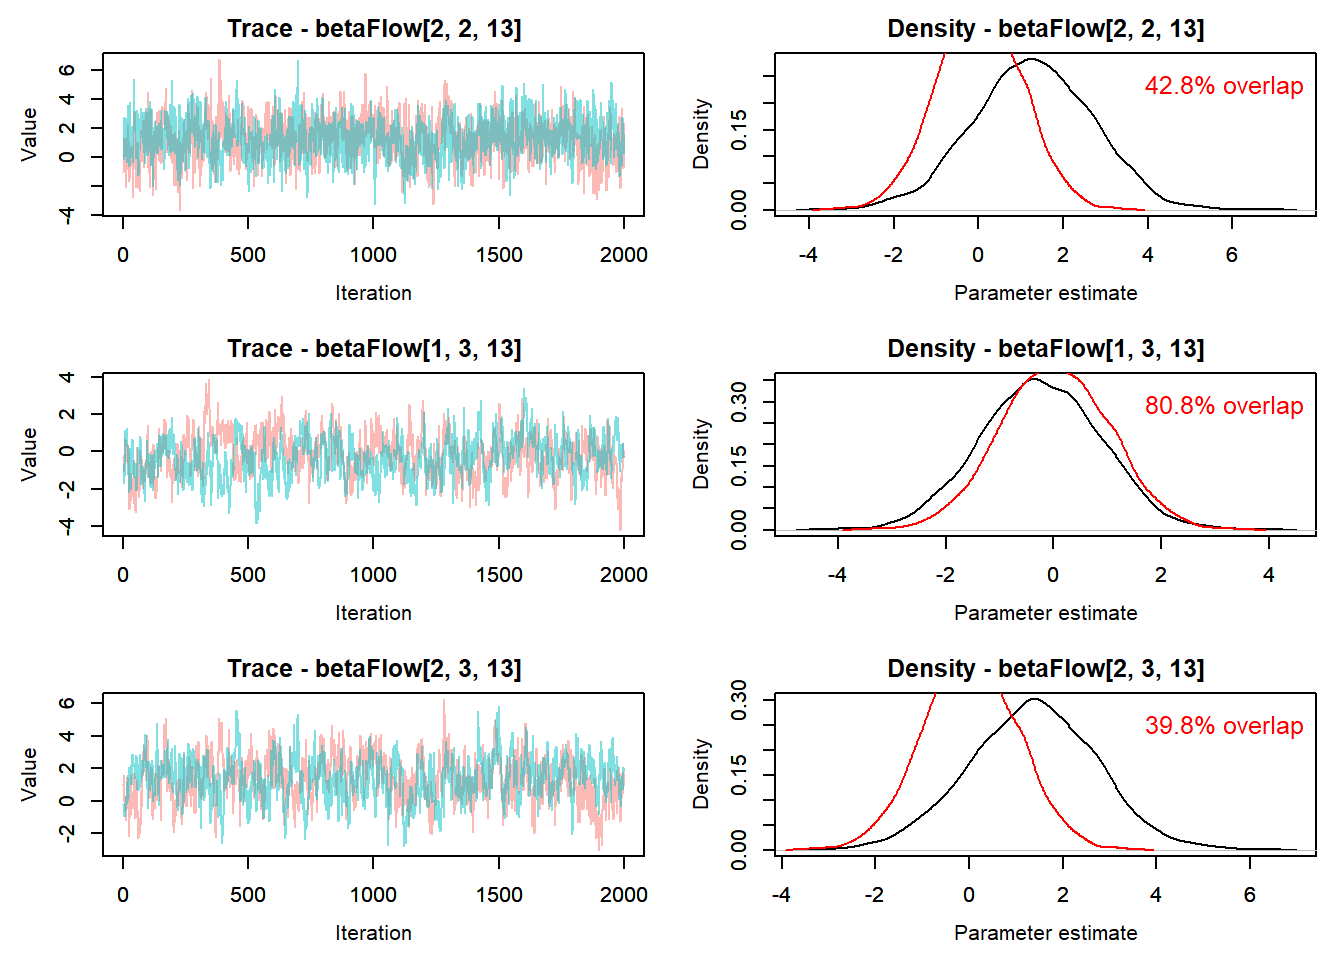 Trace - betaFlow[2, 2, 13]
Value
-4 0 2 4 6
0 500 1000 1500 2000
Iteration
Density - betaFlow[2, 2, 13]
42.8% overlap
Density
0.00 0.15
-4 -2 0 2 4 6
Parameter estimate
Trace - betaFlow[1, 3, 13]
Value
-4 -2 0 2 4
0 500 1000 1500 2000
Iteration
Density - betaFlow[1, 3, 13]
80.8% overlap
Density
0.00 0.15 0.30
-4 -2 0 2 4
Parameter estimate
Trace - betaFlow[2, 3, 13]
Value
-2 0 2 4 6
0 500 1000 1500 2000
Iteration
Density - betaFlow[2, 3, 13]
39.8% overlap
Density
0.00 0.15 0.30
-4 -2 0 2 4 6
Parameter estimate